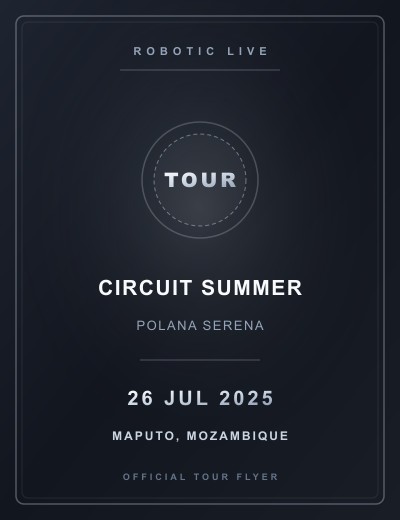 ROBOTIC LIVE
TOUR
CIRCUIT SUMMER
POLANA SERENA
26 JUL 2025
MAPUTO, MOZAMBIQUE
OFFICIAL TOUR FLYER